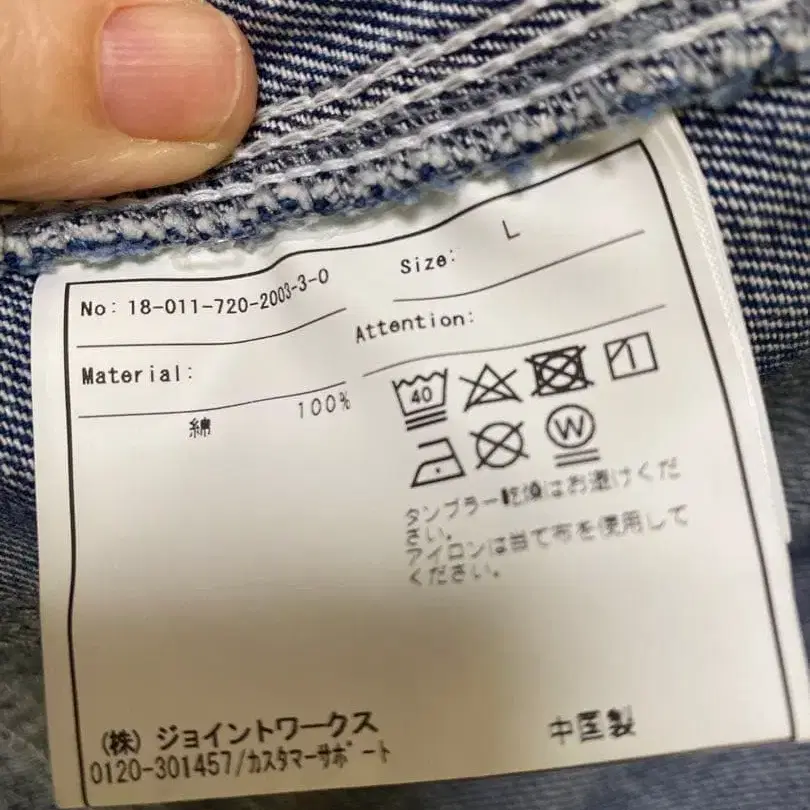 No: 18-011-720-2003-3-0
Size: L
Material:
綿 100%
Attention:
40
W
タンブラー乾燥はお避けくだ
さい。
アイロンは当て布を使用して
ください。
(株) ジョイントワークス
0120-301457/カスタマーサポート
中国製